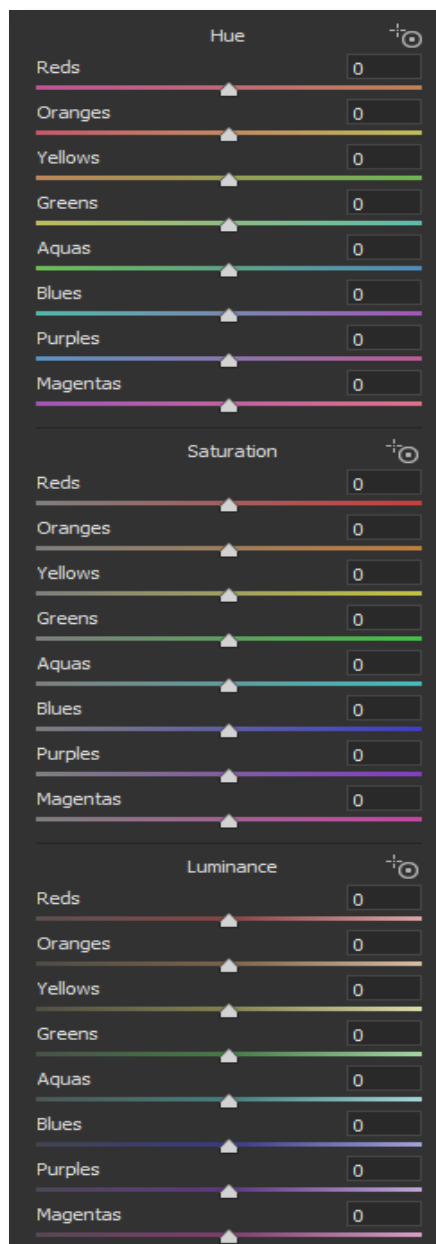 Hue
Reds 0
Oranges 0
Yellows 0
Greens 0
Aquas 0
Blues 0
Purples 0
Magentas 0
Saturation
Reds 0
Oranges 0
Yellows 0
Greens 0
Aquas 0
Blues 0
Purples 0
Magentas 0
Luminance
Reds 0
Oranges 0
Yellows 0
Greens 0
Aquas 0
Blues 0
Purples 0
Magentas 0